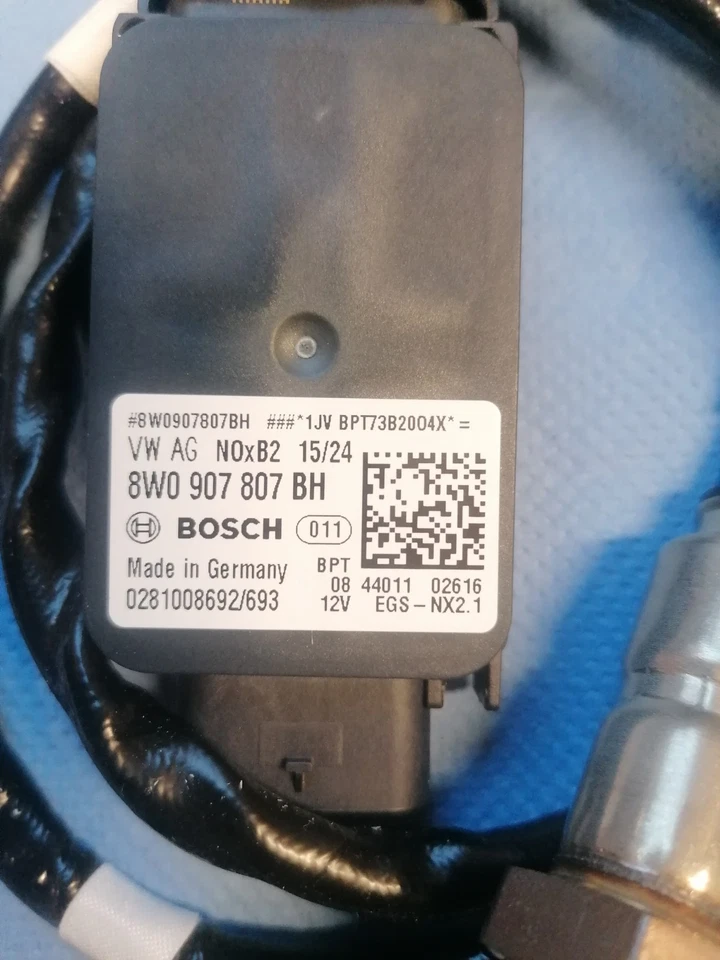 #8W0907807BH ###*1JV BPT73B2004X*=
VW AG NOxB2 15/24
8W0 907 807 BH
BOSCH 011
Made in Germany BPT
08 44011 02616
0281008692/693 12V EGS-NX2.1